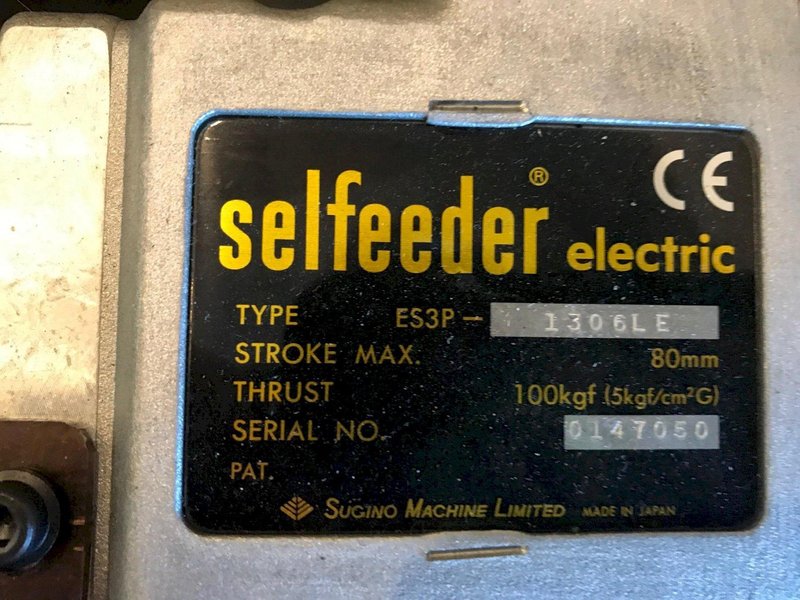 selfeeder® electric CE
TYPE ES3P - 1306LE
STROKE MAX. 80mm
THRUST 100kgf (5kgf/cm²G)
SERIAL NO. 0147050
PAT.
SUGINO MACHINE LIMITED MADE IN JAPAN